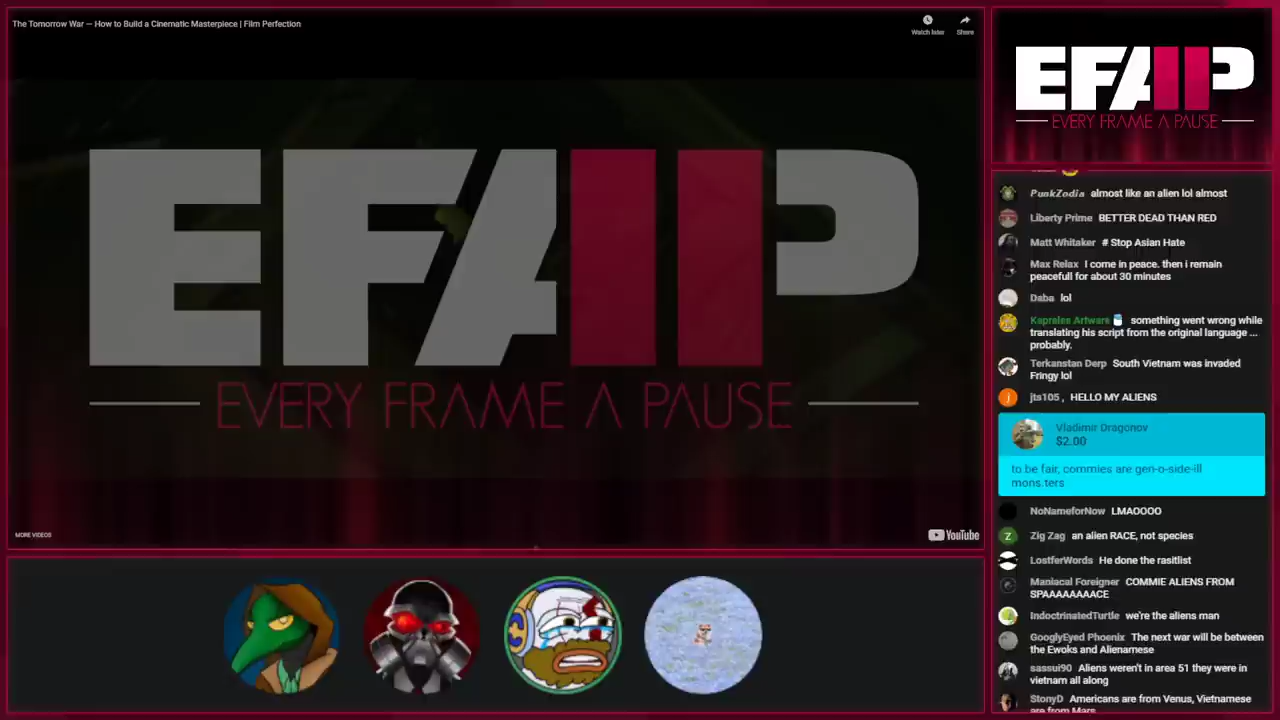 The Tomorrow War — How to Build a Cinematic Masterpiece | Film Perfection
Watch later
Share
EFAP
EVERY FRAME A PAUSE
MORE VIDEOS
YouTube
EFAP
EVERY FRAME A PAUSE
PunkZodia almost like an alien lol almost
Liberty Prime BETTER DEAD THAN RED
Matt Whitaker # Stop Asian Hate
Max Relax I come in peace. then i remain
peacefull for about 30 minutes
Daba lol
Kaprelee Artware something went wrong while
translating his script from the original language ...
probably.
Terkanstan Derp South Vietnam was invaded
Fringy lol
jts105 , HELLO MY ALIENS
Vladimir Dragonov
$2.00
to be fair, commies are gen-o-side-ill
mons.ters
NoNameforNow LMAOOOO
Z
Zig Zag an alien RACE, not species
LostferWords He done the rasitlist
Maniacal Foreigner COMMIE ALIENS FROM
SPAAAAAAACE
IndoctrinatedTurtle we're the aliens man
GooglyEyed Phoenix The next war will be between
the Ewoks and Alienamese
sassui90 Aliens weren't in area 51 they were in
vietnam all along
StonyD Americans are from Venus, Vietnamese
are from Mars